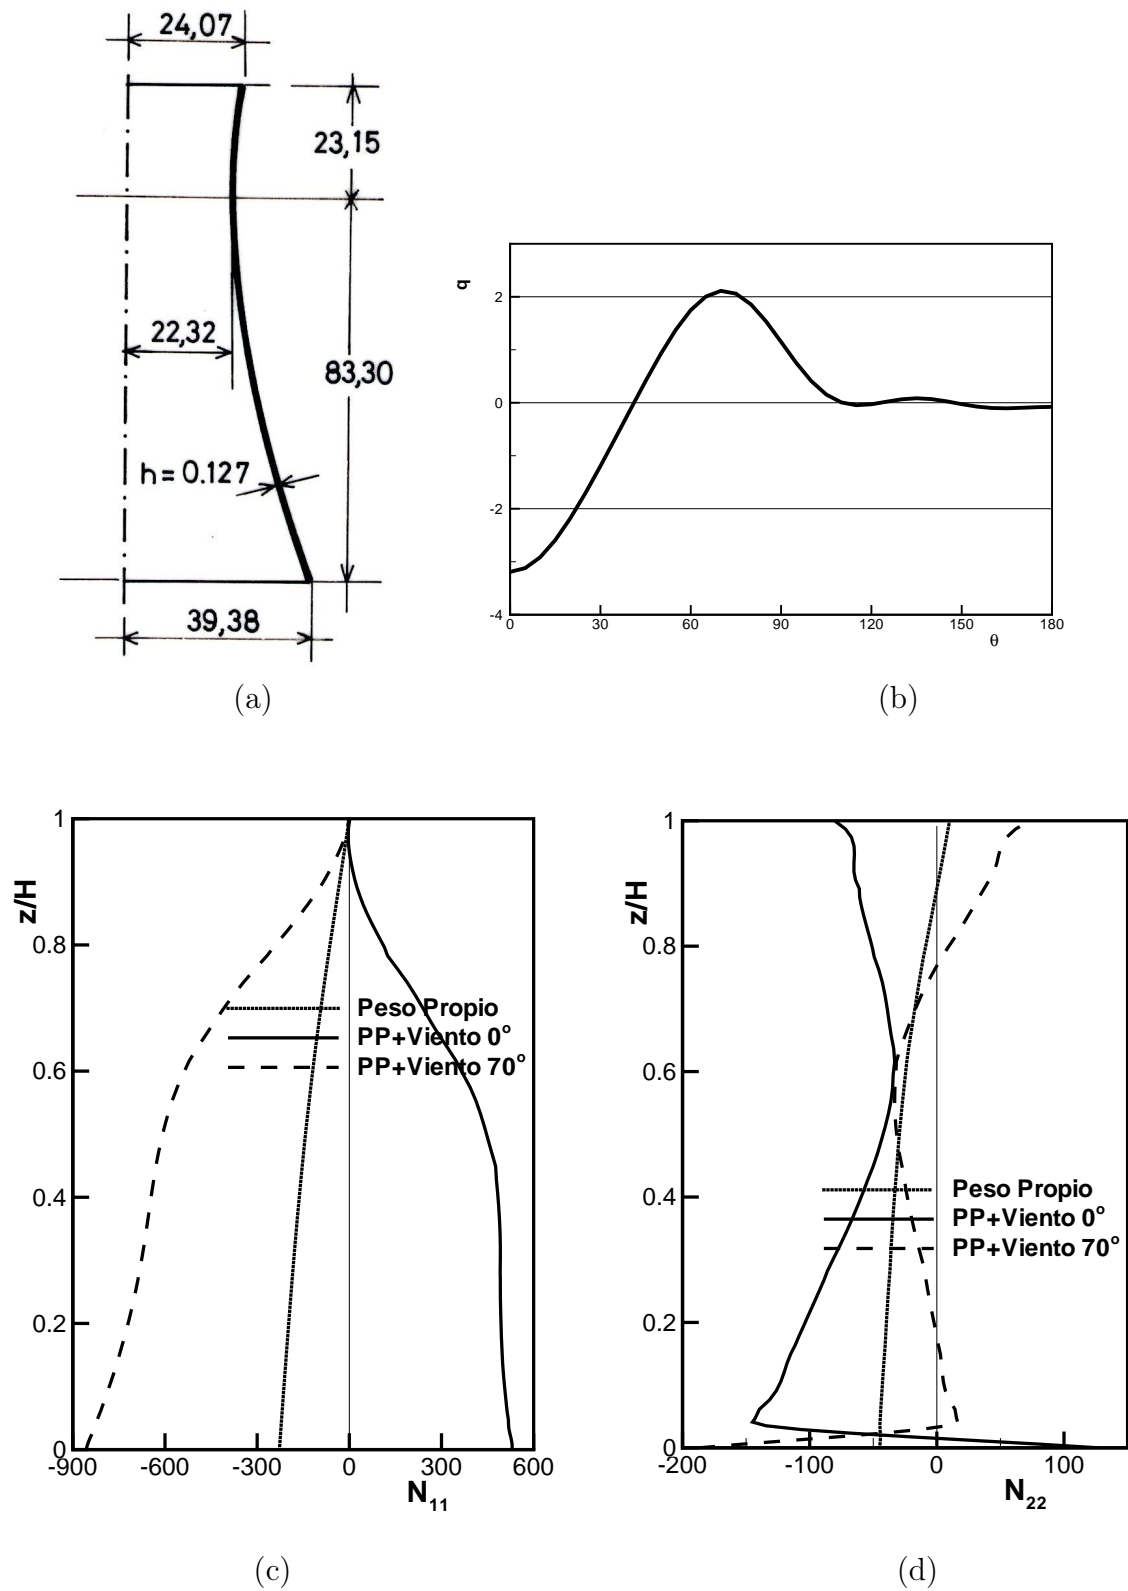 24,07
23,15
22,32
83,30
h = 0.127
39,38
(a)
q
2
0
-2
-4
0 30 60 90 120 150 180
θ
(b)
1
0.8
0.6
0.4
0.2
0
z/H
Peso Propio
PP+Viento 0°
PP+Viento 70°
-900 -600 -300 0 300 600
N₁₁
(c)
1
0.8
0.6
0.4
0.2
0
z/H
Peso Propio
PP+Viento 0°
PP+Viento 70°
-200 -100 0 100
N₂₂
(d)